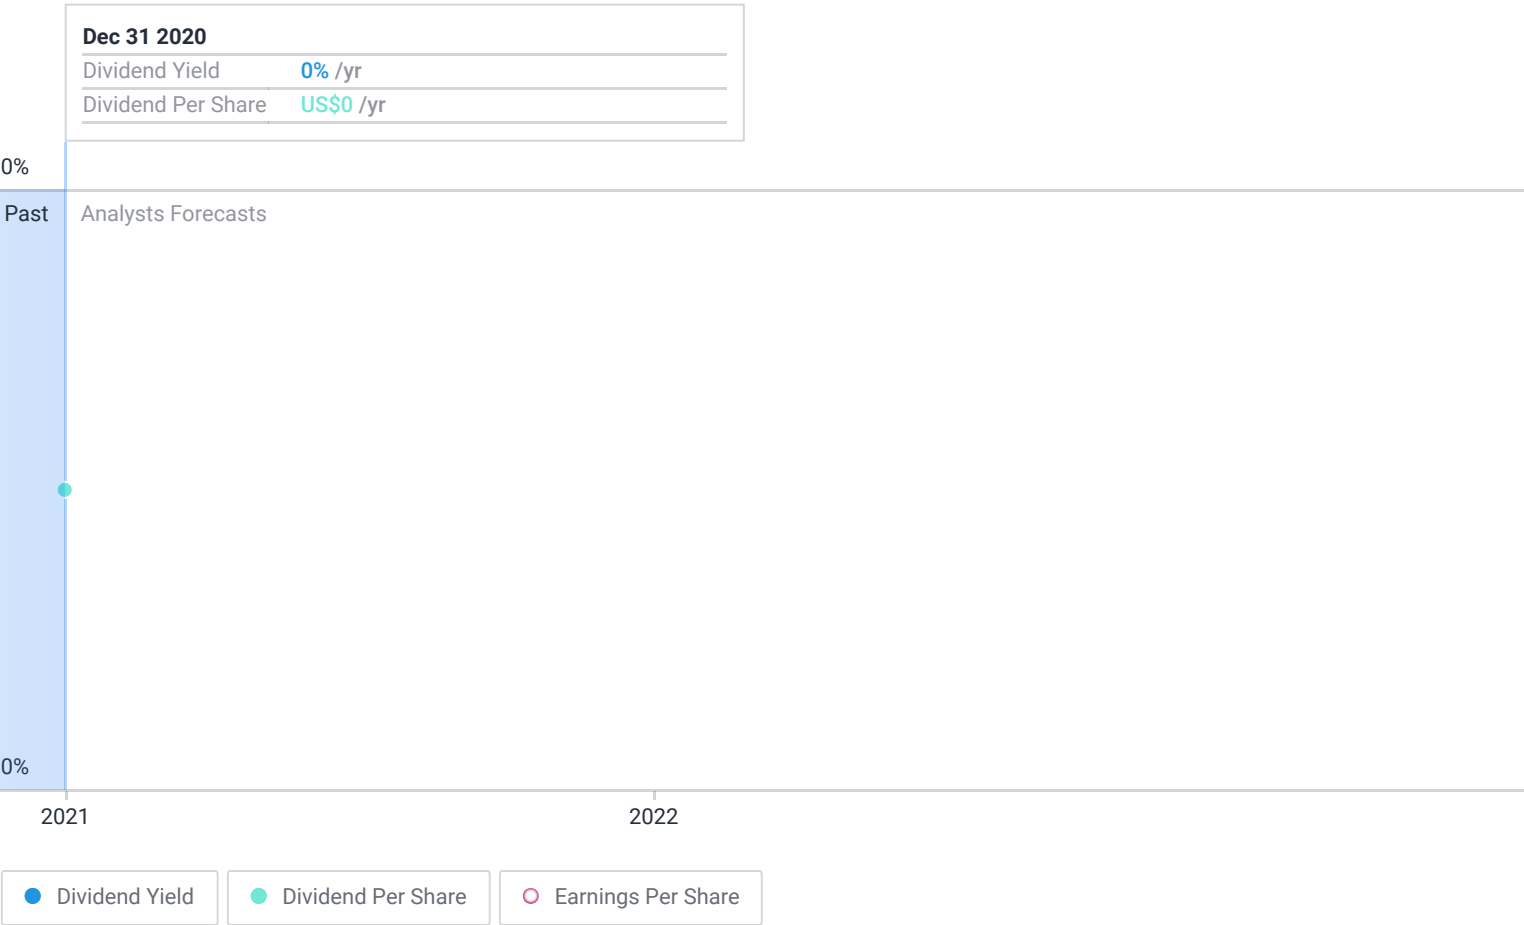 Dec 31 2020
Dividend Yield 0% /yr
Dividend Per Share US$0 /yr
0%
Past Analysts Forecasts
0%
2021 2022
Dividend Yield Dividend Per Share Earnings Per Share